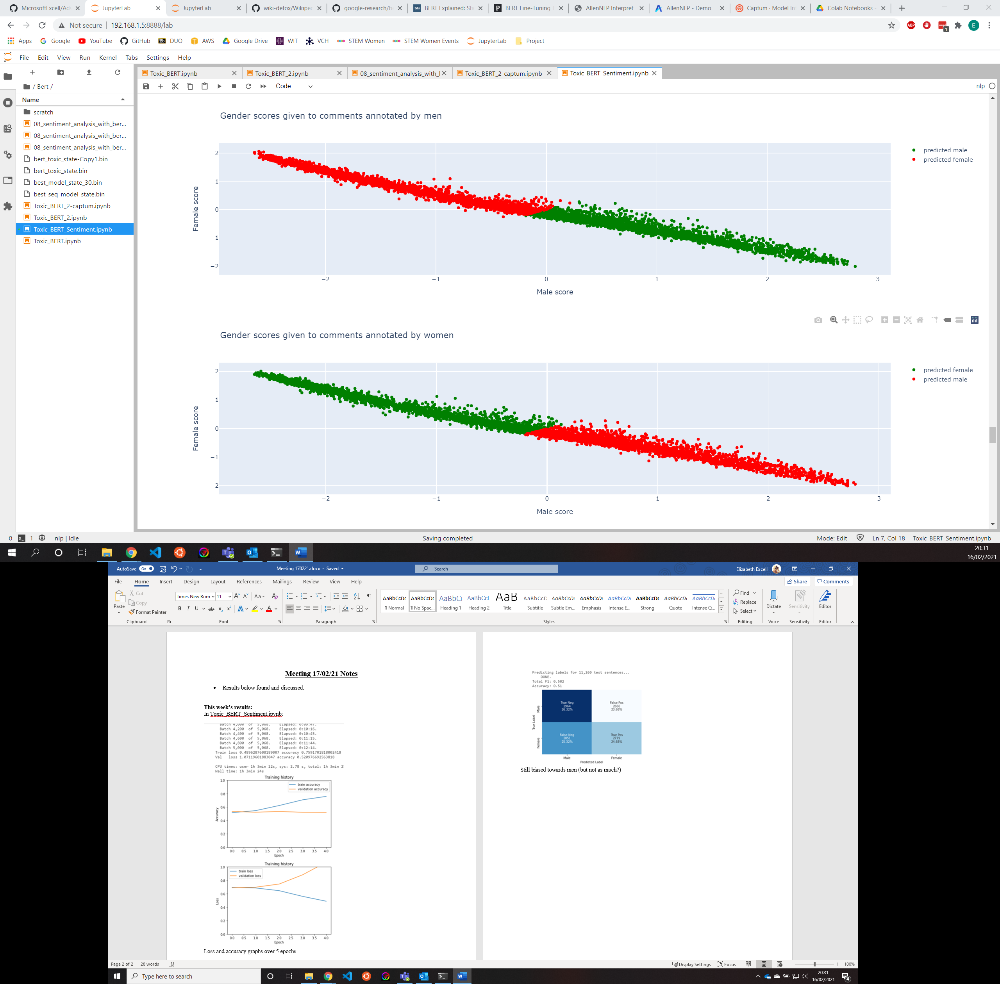 MicrosoftExcell/Ad
JupyterLab
JupyterLab
wiki-detox/Wikiped
google-research/be
BERT Explained: Sta
BERT Fine-Tuning T
AllenNLP Interpret
AllenNLP - Demo
Captum · Model In
Colab Notebooks
Not secure | 192.168.1.5:8888/lab
Apps Google YouTube GitHub DUO AWS Google Drive WIT VCH STEM Women STEM Women Events JupyterLab Project
File Edit View Run Kernel Tabs Settings Help
Toxic_BERT.ipynb Toxic_BERT_2.ipynb 08_sentiment_analysis_with_l Toxic_BERT_2-captum.ipynb Toxic_BERT_Sentiment.ipynb
Code
nlp
/ Bert /
Name
scratch
08_sentiment_analysis_with_ber...
08_sentiment_analysis_with_ber...
08_sentiment_analysis_with_ber...
bert_toxic_state-Copy1.bin
bert_toxic_state.bin
best_model_state_30.bin
best_seq_model_state.bin
Toxic_BERT_2-captum.ipynb
Toxic_BERT_2.ipynb
Toxic_BERT_Sentiment.ipynb
Toxic_BERT.ipynb
Gender scores given to comments annotated by men
predicted male
predicted female
2
1
0
−1
−2
Female score
−2 −1 0 1 2 3
Male score
Gender scores given to comments annotated by women
predicted female
predicted male
2
1
0
−1
−2
Female score
−2 −1 0 1 2 3
Male score
0 1 nlp | Idle
Saving completed
Mode: Edit Ln 7, Col 18 Toxic_BERT_Sentiment.ipynb
20:31
16/02/2021
AutoSave On
Meeting 170221.docx - Saved
Search
Elizabeth Excell
File Home Insert Design Layout References Mailings Review View Help
Share Comments
Paste
Cut
Copy
Format Painter
Clipboard
Times New Rom 11
Font
Paragraph
AaBbCcDc AaBbCcDc AaBbCc AaBbCcD AaB AaBbCcD AaBbCcDc AaBbCcDc AaBbCcDc AaBbCcDc AaBbCcDc AaBbCcDc
¶ Normal ¶ No Spac... Heading 1 Heading 2 Title Subtitle Subtle Em... Emphasis Intense E... Strong Quote Intense Q...
Styles
Find
Replace
Select
Editing
Dictate
Voice
Sensitivity
Sensitivity
Editor
Editor
Meeting 17/02/21 Notes
• Results below found and discussed.
This week's results:
In Toxic_BERT_Sentiment.ipynb:
Batch 4,000 of 5,068. Elapsed: 0:09:47.
Batch 4,200 of 5,068. Elapsed: 0:10:16.
Batch 4,400 of 5,068. Elapsed: 0:10:45.
Batch 4,600 of 5,068. Elapsed: 0:11:15.
Batch 4,800 of 5,068. Elapsed: 0:11:44.
Batch 5,000 of 5,068. Elapsed: 0:12:14.
Train loss 0.4896287608189007 accuracy 0.7591701818002418
Val loss 1.07119601883047 accuracy 0.520976692563818
CPU times: user 1h 3min 22s, sys: 2.78 s, total: 1h 3min 2
Wall time: 1h 3min 24s
Training history
train accuracy
validation accuracy
1.0
0.8
0.6
0.4
0.2
0.0
Accuracy
0.0 0.5 1.0 1.5 2.0 2.5 3.0 3.5 4.0
Epoch
Training history
train loss
validation loss
1.0
0.8
0.6
0.4
0.2
0.0
Loss
0.0 0.5 1.0 1.5 2.0 2.5 3.0 3.5 4.0
Epoch
Loss and accuracy graphs over 5 epochs
Predicting labels for 11,260 test sentences...
DONE.
Total F1: 0.502
Accuracy: 0.51
True Neg
2964
26.32%
False Pos
2666
23.68%
False Neg
2851
25.32%
True Pos
2779
24.68%
True Label
Male
Female
Male Female
Predicted Label
Still biased towards men (but not as much?)
Page 2 of 2 28 words
Display Settings Focus 100%
Type here to search
20:31
16/02/2021